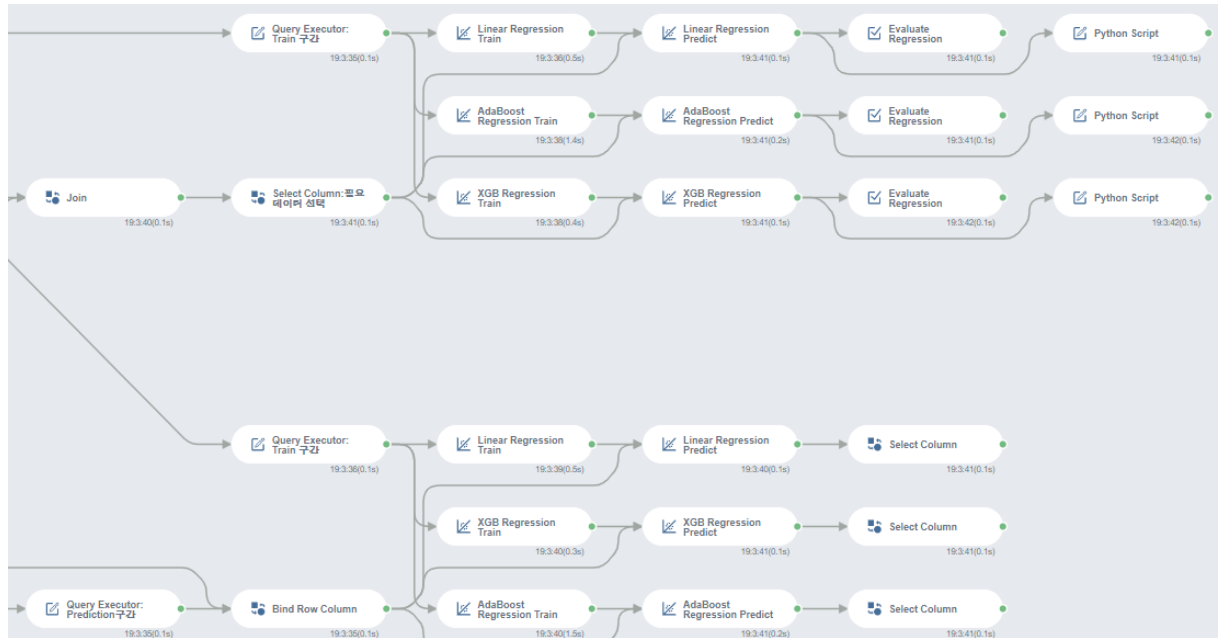 Query Executor:
Train 구간
19:3:35(0.1s)
Linear Regression
Train
19:3:36(0.5s)
Linear Regression
Predict
19:3:41(0.1s)
Evaluate
Regression
19:3:41(0.1s)
Python Script
19:3:41(0.1s)
AdaBoost
Regression Train
19:3:38(1.4s)
AdaBoost
Regression Predict
19:3:41(0.2s)
Evaluate
Regression
19:3:41(0.1s)
Python Script
19:3:42(0.1s)
Join
19:3:40(0.1s)
Select Column:필요
데이터 선택
19:3:41(0.1s)
XGB Regression
Train
19:3:38(0.4s)
XGB Regression
Predict
19:3:41(0.1s)
Evaluate
Regression
19:3:42(0.1s)
Python Script
19:3:42(0.1s)
Query Executor:
Train 구간
19:3:36(0.1s)
Linear Regression
Train
19:3:39(0.5s)
Linear Regression
Predict
19:3:40(0.1s)
Select Column
19:3:41(0.1s)
XGB Regression
Train
19:3:40(0.3s)
XGB Regression
Predict
19:3:41(0.1s)
Select Column
19:3:41(0.1s)
Query Executor:
Prediction구간
19:3:35(0.1s)
Bind Row Column
19:3:35(0.1s)
AdaBoost
Regression Train
19:3:40(1.5s)
AdaBoost
Regression Predict
19:3:41(0.2s)
Select Column
19:3:41(0.1s)